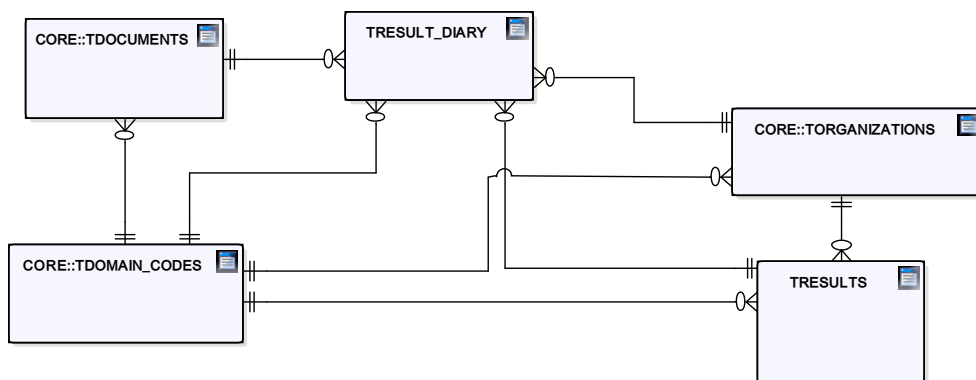 CORE::TDOCUMENTS
TRESULT_DIARY
CORE::TORGANIZATIONS
CORE::TDOMAIN_CODES
TRESULTS